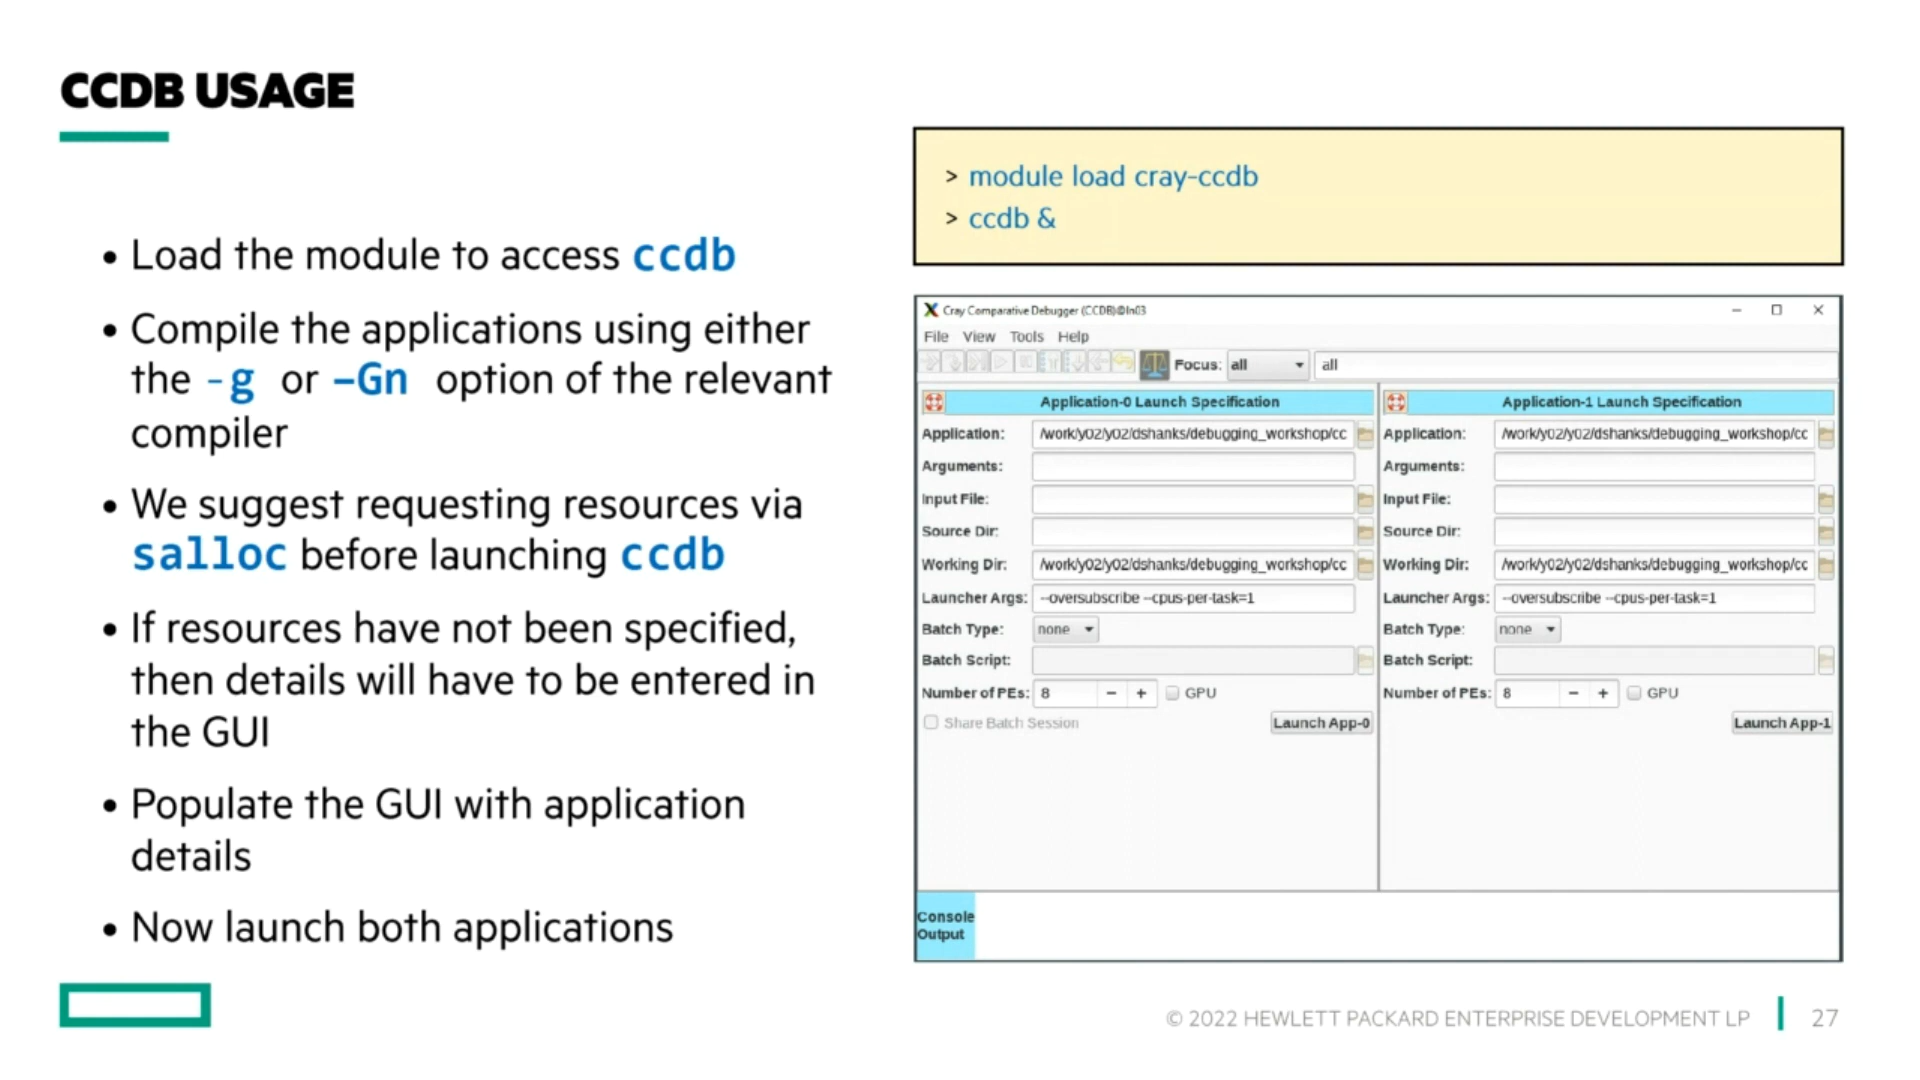 CCDB USAGE
• Load the module to access ccdb
• Compile the applications using either
the -g or –Gn option of the relevant
compiler
• We suggest requesting resources via
salloc before launching ccdb
• If resources have not been specified,
then details will have to be entered in
the GUI
• Populate the GUI with application
details
• Now launch both applications
> module load cray-ccdb
> ccdb &
Cray Comparative Debugger (CCDB)@ln03
File View Tools Help
Focus: all all
Application-0 Launch Specification
Application: /work/y02/y02/dshanks/debugging_workshop/cc
Arguments:
Input File:
Source Dir:
Working Dir: /work/y02/y02/dshanks/debugging_workshop/cc
Launcher Args: --oversubscribe --cpus-per-task=1
Batch Type: none
Batch Script:
Number of PEs: 8 − + GPU
Share Batch Session Launch App-0
Application-1 Launch Specification
Application: /work/y02/y02/dshanks/debugging_workshop/cc
Arguments:
Input File:
Source Dir:
Working Dir: /work/y02/y02/dshanks/debugging_workshop/cc
Launcher Args: --oversubscribe --cpus-per-task=1
Batch Type: none
Batch Script:
Number of PEs: 8 − + GPU
Launch App-1
Console
Output
© 2022 HEWLETT PACKARD ENTERPRISE DEVELOPMENT LP 27